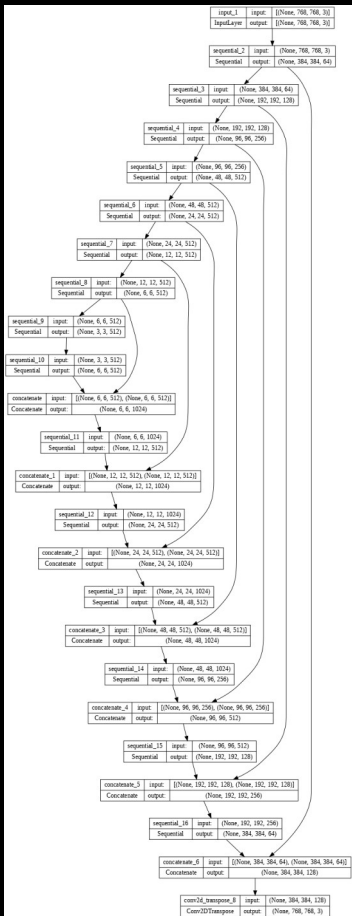 input_1 input: [(None, 768, 768, 3)]
InputLayer output: [(None, 768, 768, 3)]
sequential_2 input: (None, 768, 768, 3)
Sequential output: (None, 384, 384, 64)
sequential_3 input: (None, 384, 384, 64)
Sequential output: (None, 192, 192, 128)
sequential_4 input: (None, 192, 192, 128)
Sequential output: (None, 96, 96, 256)
sequential_5 input: (None, 96, 96, 256)
Sequential output: (None, 48, 48, 512)
sequential_6 input: (None, 48, 48, 512)
Sequential output: (None, 24, 24, 512)
sequential_7 input: (None, 24, 24, 512)
Sequential output: (None, 12, 12, 512)
sequential_8 input: (None, 12, 12, 512)
Sequential output: (None, 6, 6, 512)
sequential_9 input: (None, 6, 6, 512)
Sequential output: (None, 3, 3, 512)
sequential_10 input: (None, 3, 3, 512)
Sequential output: (None, 6, 6, 512)
concatenate input: [(None, 6, 6, 512), (None, 6, 6, 512)]
Concatenate output: (None, 6, 6, 1024)
sequential_11 input: (None, 6, 6, 1024)
Sequential output: (None, 12, 12, 512)
concatenate_1 input: [(None, 12, 12, 512), (None, 12, 12, 512)]
Concatenate output: (None, 12, 12, 1024)
sequential_12 input: (None, 12, 12, 1024)
Sequential output: (None, 24, 24, 512)
concatenate_2 input: [(None, 24, 24, 512), (None, 24, 24, 512)]
Concatenate output: (None, 24, 24, 1024)
sequential_13 input: (None, 24, 24, 1024)
Sequential output: (None, 48, 48, 512)
concatenate_3 input: [(None, 48, 48, 512), (None, 48, 48, 512)]
Concatenate output: (None, 48, 48, 1024)
sequential_14 input: (None, 48, 48, 1024)
Sequential output: (None, 96, 96, 256)
concatenate_4 input: [(None, 96, 96, 256), (None, 96, 96, 256)]
Concatenate output: (None, 96, 96, 512)
sequential_15 input: (None, 96, 96, 512)
Sequential output: (None, 192, 192, 128)
concatenate_5 input: [(None, 192, 192, 128), (None, 192, 192, 128)]
Concatenate output: (None, 192, 192, 256)
sequential_16 input: (None, 192, 192, 256)
Sequential output: (None, 384, 384, 64)
concatenate_6 input: [(None, 384, 384, 64), (None, 384, 384, 64)]
Concatenate output: (None, 384, 384, 128)
conv2d_transpose_8 input: (None, 384, 384, 128)
Conv2DTranspose output: (None, 768, 768, 3)